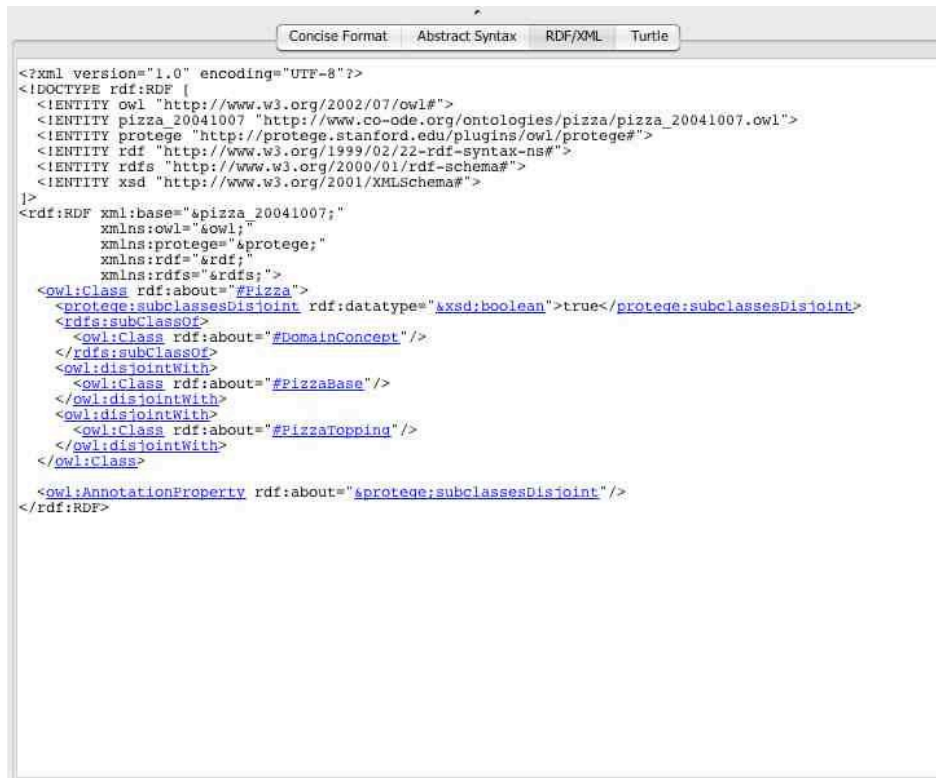 Concise Format Abstract Syntax RDF/XML Turtle
<?xml version="1.0" encoding="UTF-8"?>
<!DOCTYPE rdf:RDF [
  <!ENTITY owl "http://www.w3.org/2002/07/owl#">
  <!ENTITY pizza_20041007 "http://www.co-ode.org/ontologies/pizza/pizza_20041007.owl">
  <!ENTITY protege "http://protege.stanford.edu/plugins/owl/protege#">
  <!ENTITY rdf "http://www.w3.org/1999/02/22-rdf-syntax-ns#">
  <!ENTITY rdfs "http://www.w3.org/2000/01/rdf-schema#">
  <!ENTITY xsd "http://www.w3.org/2001/XMLSchema#">
]>
<rdf:RDF xml:base="&pizza_20041007;"
         xmlns:owl="&owl;"
         xmlns:protege="&protege;"
         xmlns:rdf="&rdf;"
         xmlns:rdfs="&rdfs;">
  <owl:Class rdf:about="#Pizza">
    <protege:subclassesDisjoint rdf:datatype="&xsd;boolean">true</protege:subclassesDisjoint>
    <rdfs:subClassOf>
      <owl:Class rdf:about="#DomainConcept"/>
    </rdfs:subClassOf>
    <owl:disjointWith>
      <owl:Class rdf:about="#PizzaBase"/>
    </owl:disjointWith>
    <owl:disjointWith>
      <owl:Class rdf:about="#PizzaTopping"/>
    </owl:disjointWith>
  </owl:Class>
  <owl:AnnotationProperty rdf:about="&protege;subclassesDisjoint"/>
</rdf:RDF>